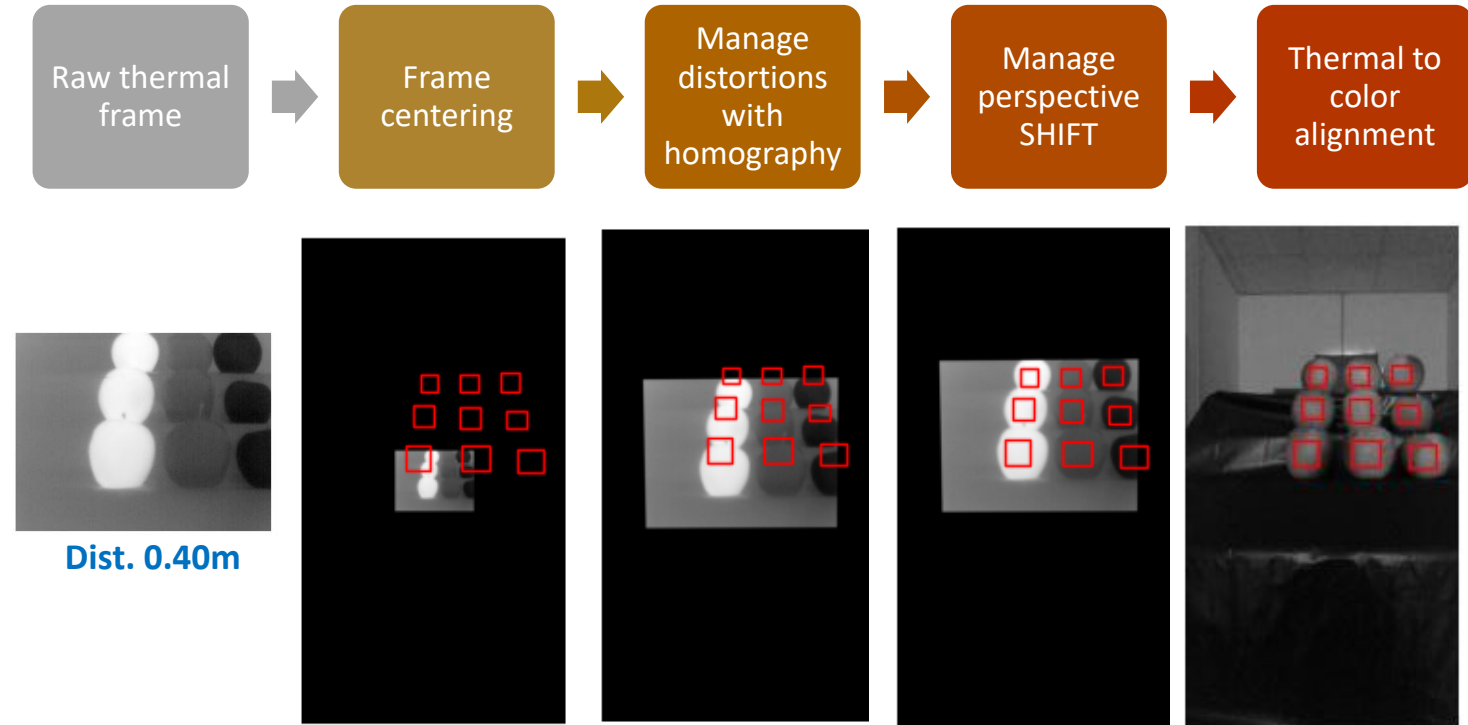 Raw thermal
frame
Frame
centering
Manage
distortions
with
homography
Manage
perspective
SHIFT
Thermal to
color
alignment
Dist. 0.40m